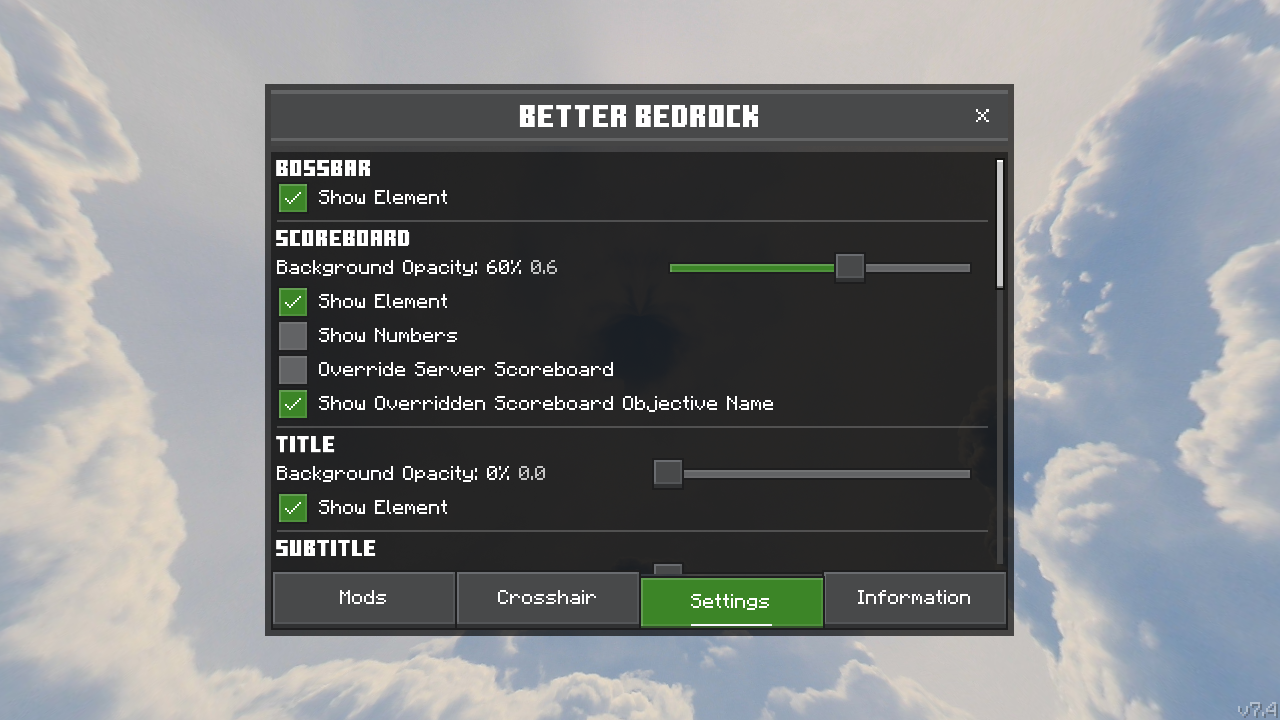 BETTER BEDROCK
BOSSBAR
Show Element
SCOREBOARD
Background Opacity: 60% 0.6
Show Element
Show Numbers
Override Server Scoreboard
Show Overridden Scoreboard Objective Name
TITLE
Background Opacity: 0% 0.0
Show Element
SUBTITLE
Mods
Crosshair
Settings
Information
v7.4